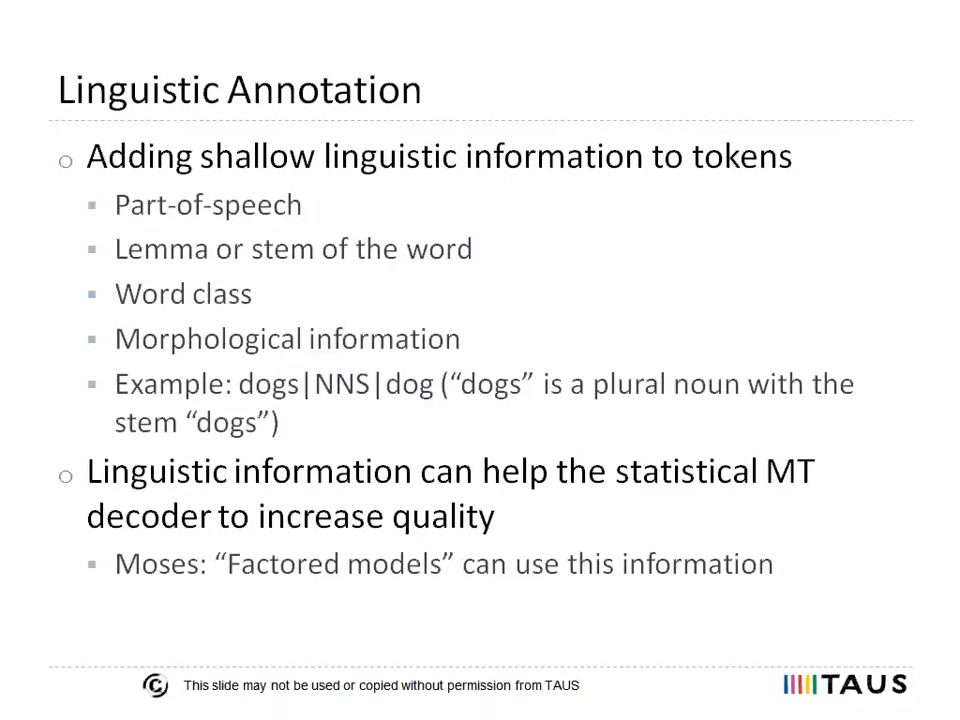 Linguistic Annotation
o Adding shallow linguistic information to tokens
▪ Part-of-speech
▪ Lemma or stem of the word
▪ Word class
▪ Morphological information
▪ Example: dogs|NNS|dog (“dogs” is a plural noun with the
stem “dogs”)
o Linguistic information can help the statistical MT
decoder to increase quality
▪ Moses: “Factored models” can use this information
© This slide may not be used or copied without permission from TAUS
TAUS